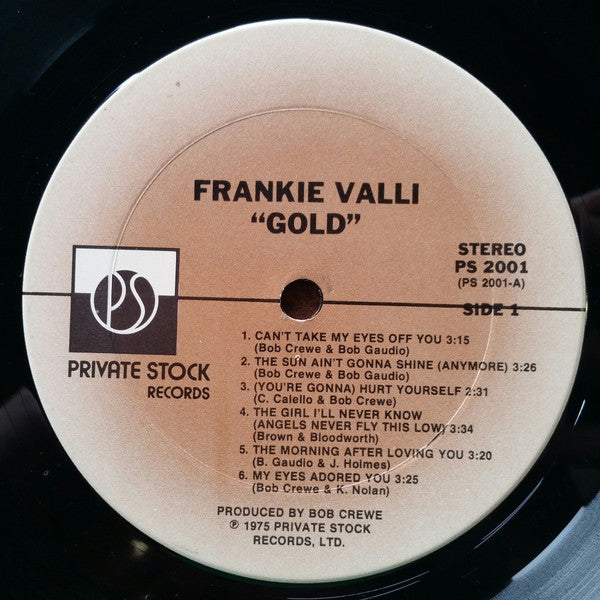 FRANKIE VALLI
“GOLD”
STEREO
PS 2001
(PS 2001-A)
SIDE 1
PS
PRIVATE STOCK
RECORDS
1. CAN'T TAKE MY EYES OFF YOU 3:15
(Bob Crewe & Bob Gaudio)
2. THE SUN AIN'T GONNA SHINE (ANYMORE) 3:26
(Bob Crewe & Bob Gaudio)
3. (YOU'RE GONNA) HURT YOURSELF 2:31
(C. Calello & Bob Crewe)
4. THE GIRL I'LL NEVER KNOW
(ANGELS NEVER FLY THIS LOW) 3:34
(Brown & Bloodworth)
5. THE MORNING AFTER LOVING YOU 3:20
(B. Gaudio & J. Holmes)
6. MY EYES ADORED YOU 3:25
(Bob Crewe & K. Nolan)
PRODUCED BY BOB CREWE
℗ 1975 PRIVATE STOCK
RECORDS, LTD.